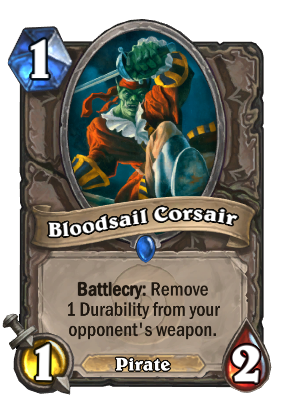 1
Bloodsail Corsair
Battlecry: Remove
1 Durability from your
opponent's weapon.
1
Pirate
2